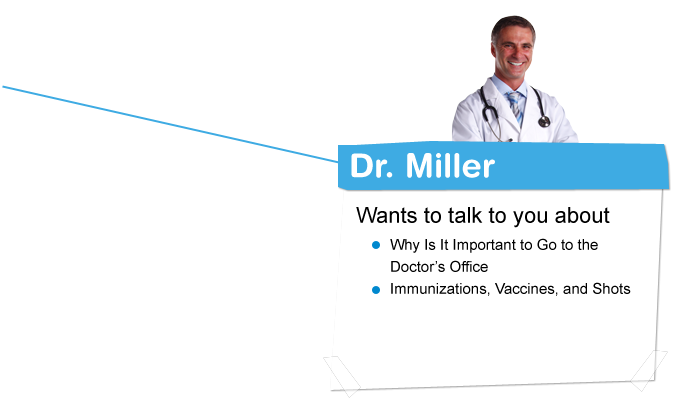 Dr. Miller
Wants to talk to you about
Why Is It Important to Go to the
Doctor’s Office
Immunizations, Vaccines, and Shots